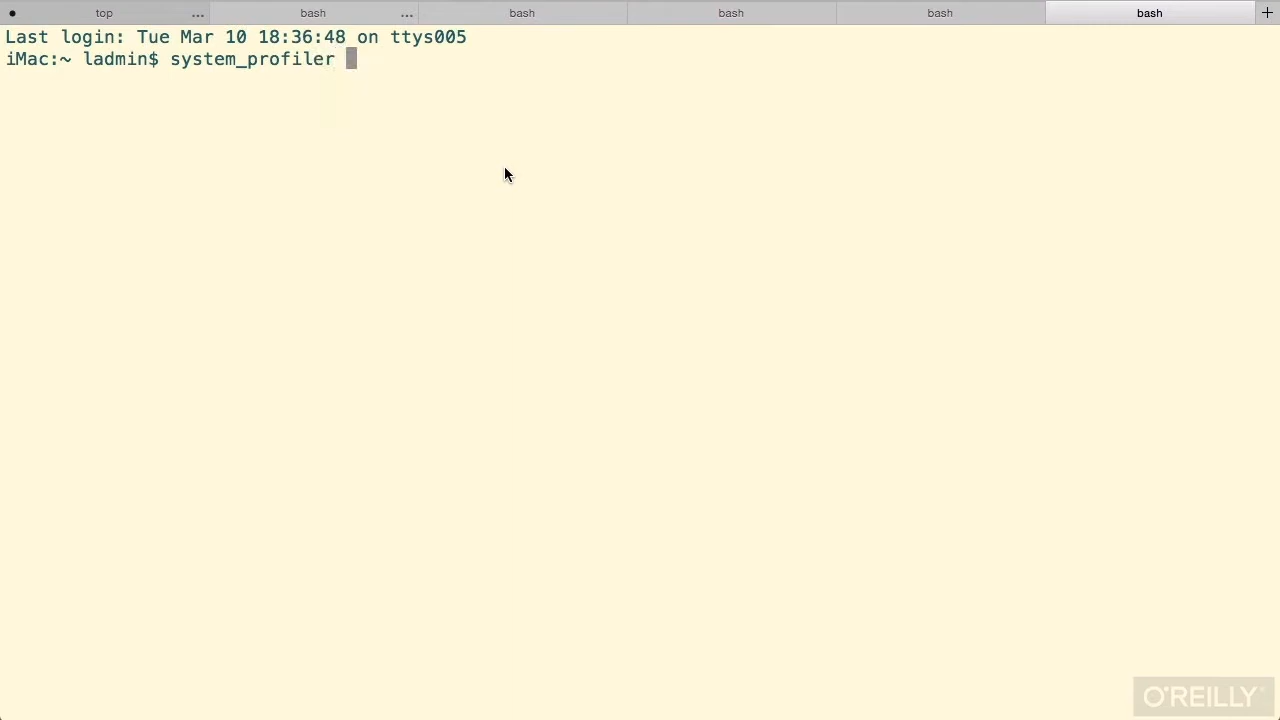 top ... bash ... bash bash bash bash +
Last login: Tue Mar 10 18:36:48 on ttys005
iMac:~ ladmin$ system_profiler
O'REILLY